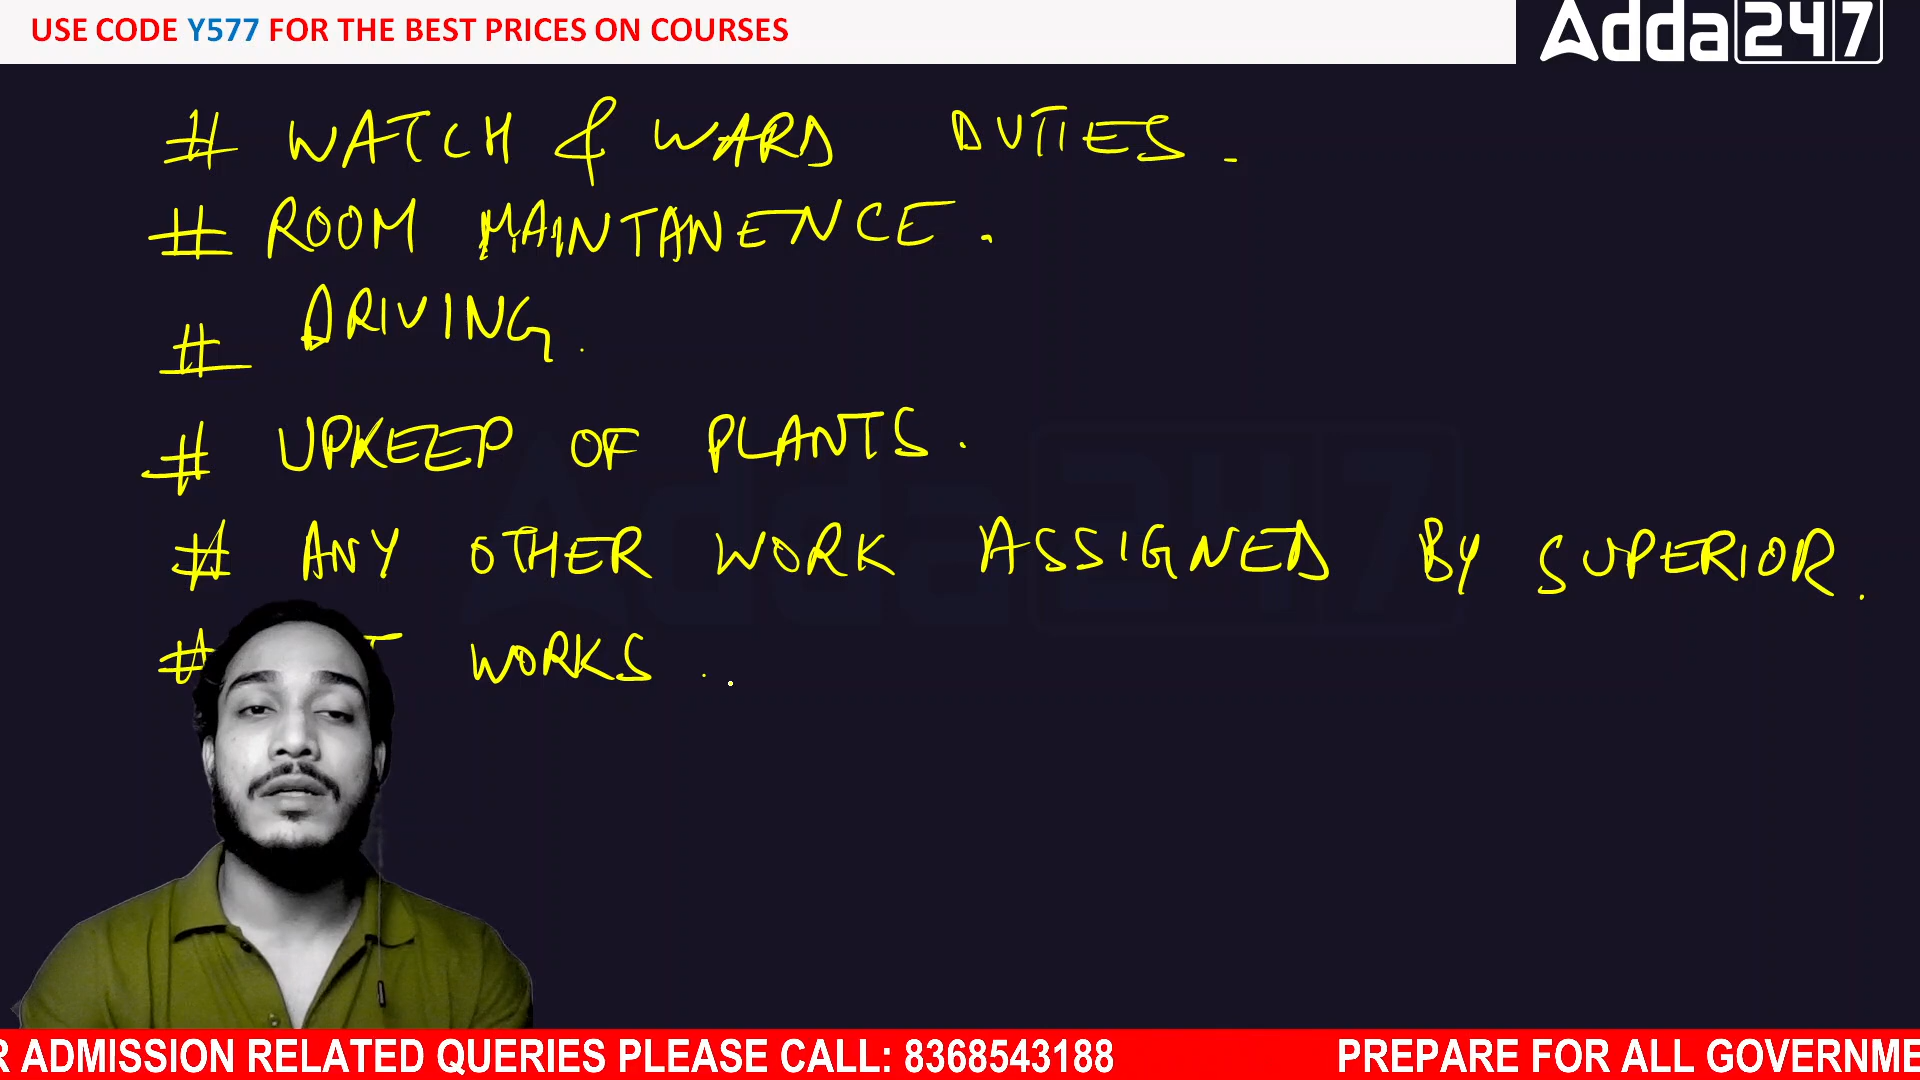 USE CODE Y577 FOR THE BEST PRICES ON COURSES
Adda247
# WATCH & WARD DUTIES.
# ROOM MAINTANENCE.
# DRIVING.
# UPKEEP OF PLANTS.
# ANY OTHER WORK ASSIGNED BY SUPERIOR.
# WORKS ..
Adda247
R ADMISSION RELATED QUERIES PLEASE CALL: 8368543188 PREPARE FOR ALL GOVERNME